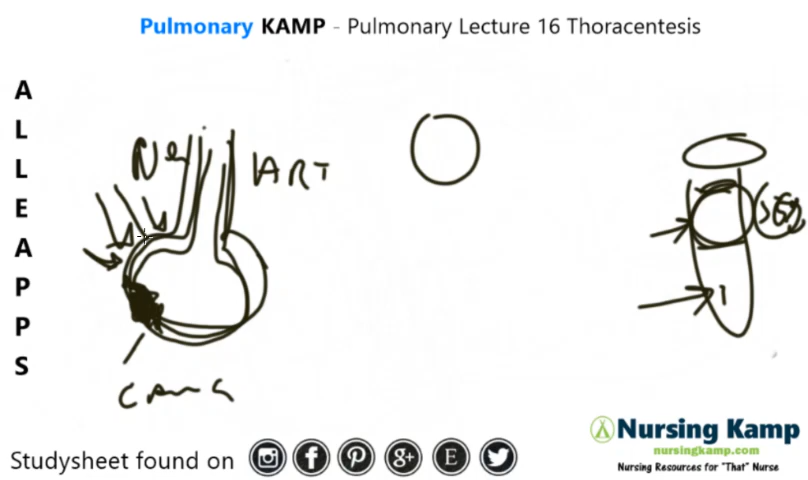 Pulmonary KAMP - Pulmonary Lecture 16 Thoracentesis
A
L
L
E
A
P
P
S
ART
Nursing Kamp
nursingkamp.com
Nursing Resources for "That" Nurse
Studysheet found on